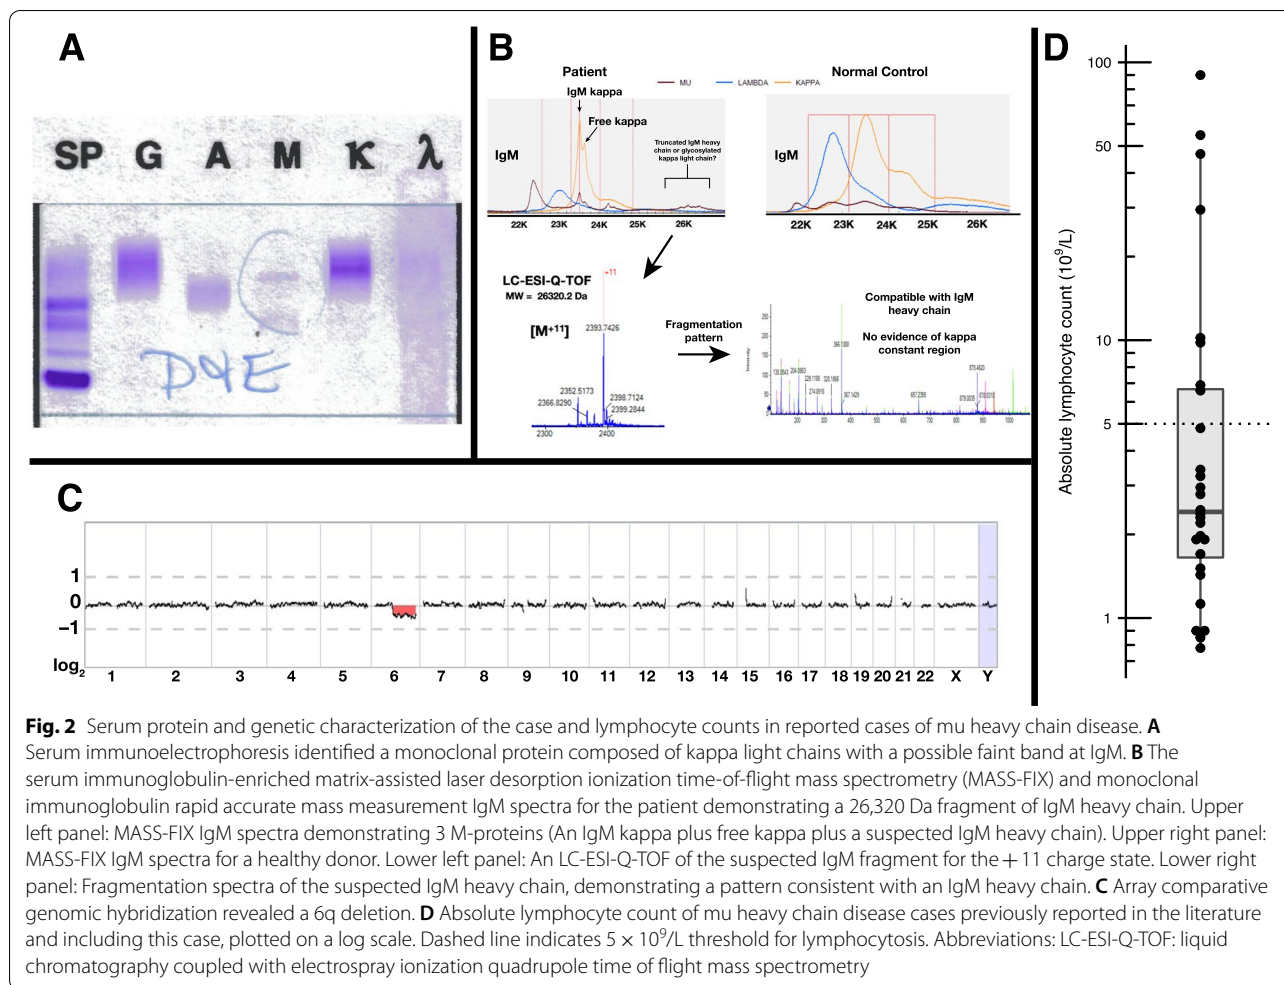 A
SP G A M K λ
D4E
B
Patient
Normal Control
MU LAMBDA KAPPA
IgM kappa
Free kappa
Truncated IgM heavy
chain or glycosylated
kappa light chain?
IgM
22K 23K 24K 25K 26K
IgM
22K 23K 24K 25K 26K
LC-ESI-Q-TOF
MW = 26320.2 Da
[M+11]
+11
2393.7426
2352.5173
2366.8290
2398.7124
2399.2844
2300 2400
Fragmentation
pattern
Compatible with IgM
heavy chain
No evidence of kappa
constant region
C
1
0
−1
log2
1 2 3 4 5 6 7 8 9 10 11 12 13 14 15 16 17 18 19 20 21 22 X Y
D
Absolute lymphocyte count (10⁹/L)
100
50
10
5
1
Fig. 2 Serum protein and genetic characterization of the case and lymphocyte counts in reported cases of mu heavy chain disease. A
Serum immunoelectrophoresis identified a monoclonal protein composed of kappa light chains with a possible faint band at IgM. B The
serum immunoglobulin-enriched matrix-assisted laser desorption ionization time-of-flight mass spectrometry (MASS-FIX) and monoclonal
immunoglobulin rapid accurate mass measurement IgM spectra for the patient demonstrating a 26,320 Da fragment of IgM heavy chain. Upper
left panel: MASS-FIX IgM spectra demonstrating 3 M-proteins (An IgM kappa plus free kappa plus a suspected IgM heavy chain). Upper right panel:
MASS-FIX IgM spectra for a healthy donor. Lower left panel: An LC-ESI-Q-TOF of the suspected IgM fragment for the +11 charge state. Lower right
panel: Fragmentation spectra of the suspected IgM heavy chain, demonstrating a pattern consistent with an IgM heavy chain. C Array comparative
genomic hybridization revealed a 6q deletion. D Absolute lymphocyte count of mu heavy chain disease cases previously reported in the literature
and including this case, plotted on a log scale. Dashed line indicates 5 × 10⁹/L threshold for lymphocytosis. Abbreviations: LC-ESI-Q-TOF: liquid
chromatography coupled with electrospray ionization quadrupole time of flight mass spectrometry